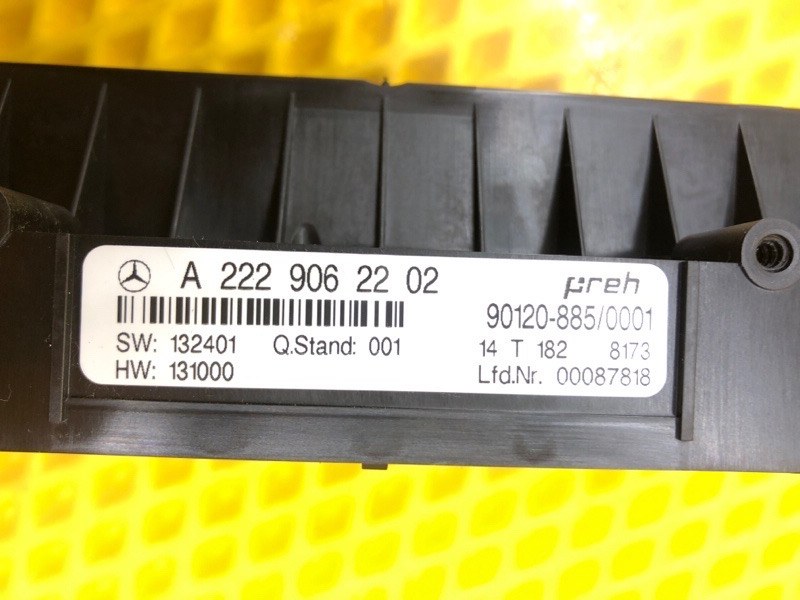 A 222 906 22 02
preh
90120-885/0001
SW: 132401 Q.Stand: 001
14 T 182 8173
HW: 131000
Lfd.Nr. 00087818